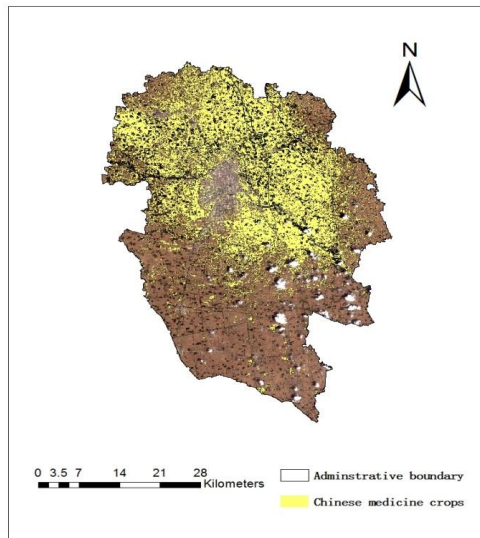 N
0 3.5 7 14 21 28
Kilometers
Adminstrative boundary
Chinese medicine crops